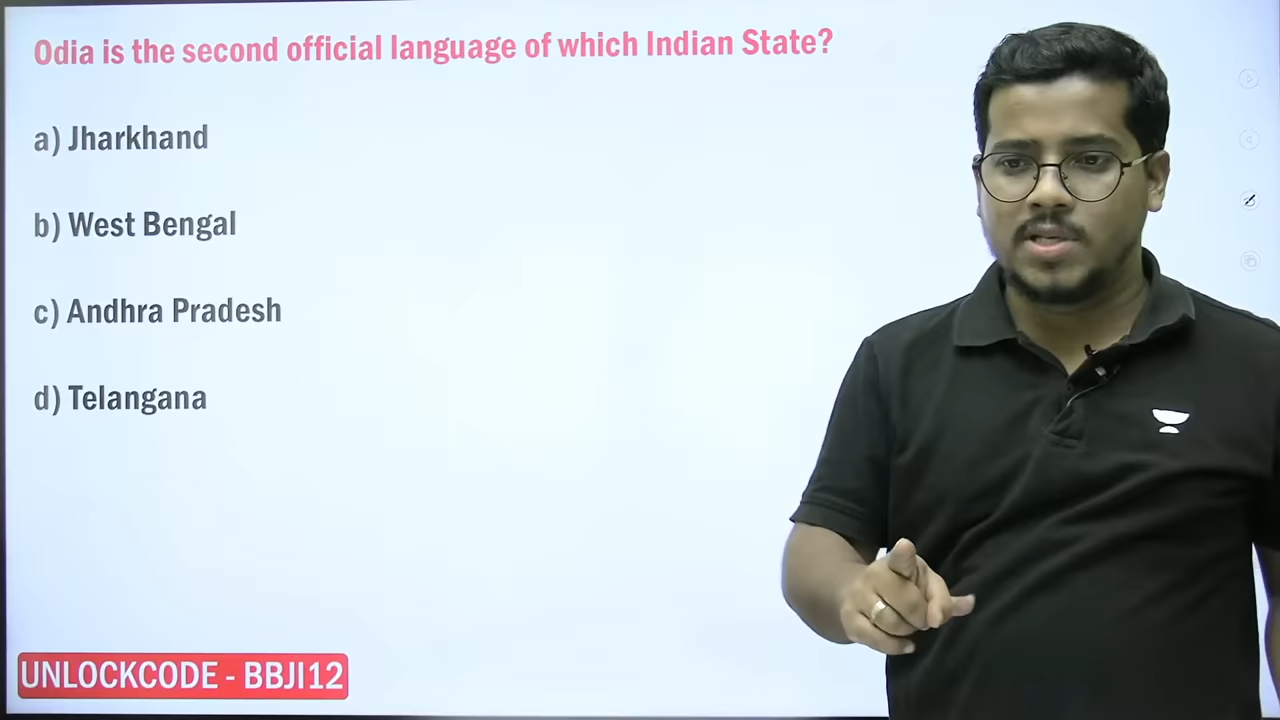 Odia is the second official language of which Indian State?
a) Jharkhand
b) West Bengal
c) Andhra Pradesh
d) Telangana
UNLOCKCODE - BBJI12